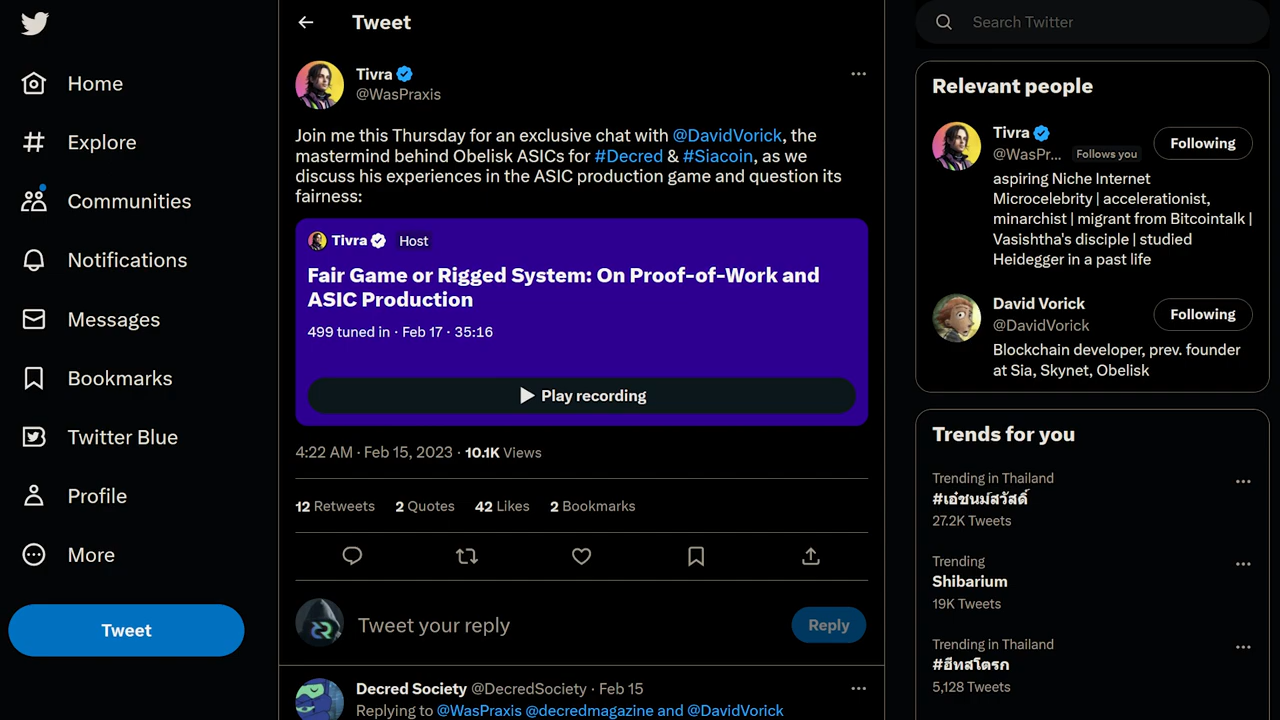 Home
Explore
Communities
Notifications
Messages
Bookmarks
Twitter Blue
Profile
More
Tweet
Tweet
Tivra
@WasPraxis
Join me this Thursday for an exclusive chat with @DavidVorick, the
mastermind behind Obelisk ASICs for #Decred & #Siacoin, as we
discuss his experiences in the ASIC production game and question its
fairness:
Tivra Host
Fair Game or Rigged System: On Proof-of-Work and
ASIC Production
499 tuned in · Feb 17 · 35:16
Play recording
4:22 AM · Feb 15, 2023 · 10.1K Views
12 Retweets 2 Quotes 42 Likes 2 Bookmarks
Tweet your reply
Reply
Decred Society @DecredSociety · Feb 15
Replying to @WasPraxis @decredmagazine and @DavidVorick
Search Twitter
Relevant people
Tivra
@WasPr... Follows you
Following
aspiring Niche Internet
Microcelebrity | accelerationist,
minarchist | migrant from Bitcointalk |
Vasishtha's disciple | studied
Heidegger in a past life
David Vorick
@DavidVorick
Following
Blockchain developer, prev. founder
at Sia, Skynet, Obelisk
Trends for you
Trending in Thailand
#เอ๋ชนม์สวัสดิ์
27.2K Tweets
Trending
Shibarium
19K Tweets
Trending in Thailand
#ฮีทสโตรก
5,128 Tweets